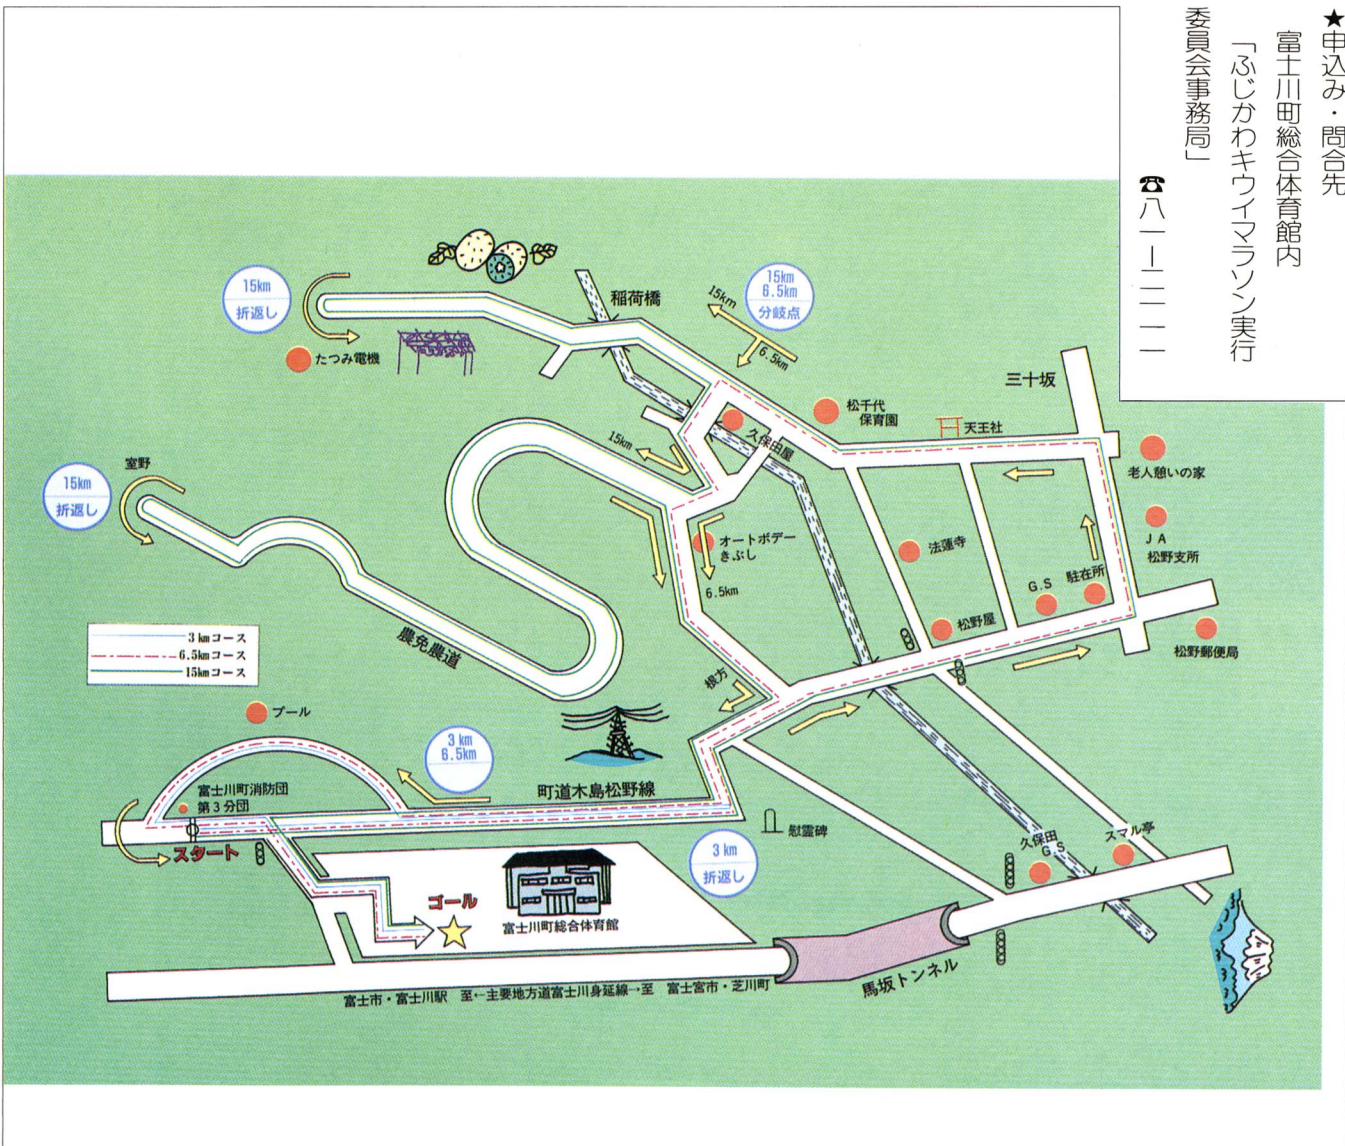 ★申込み・問合先
富士川町総合体育館内
「ふじかわキウイマラソン実行
委員会事務局」
☎八一ー二一一一
15km
折返し
たつみ電機
稲荷橋
15km
6.5km
分岐点
15km
6.5km
三十坂
松千代
保育園
天王社
久保田屋
15km
老人憩いの家
室野
15km
折返し
オートボデー
きぶし
6.5km
法蓮寺
JA
松野支所
G.S
駐在所
松野屋
松野郵便局
3kmコース
6.5kmコース
15kmコース
農免農道
根方
プール
3km
6.5km
富士川町消防団
第3分団
町道木島松野線
スタート
慰霊碑
3km
折返し
久保田
GS
スマル亭
ゴール
富士川町総合体育館
馬坂トンネル
富士市・富士川駅 至←主要地方道富士川身延線→至 富士宮市・芝川町